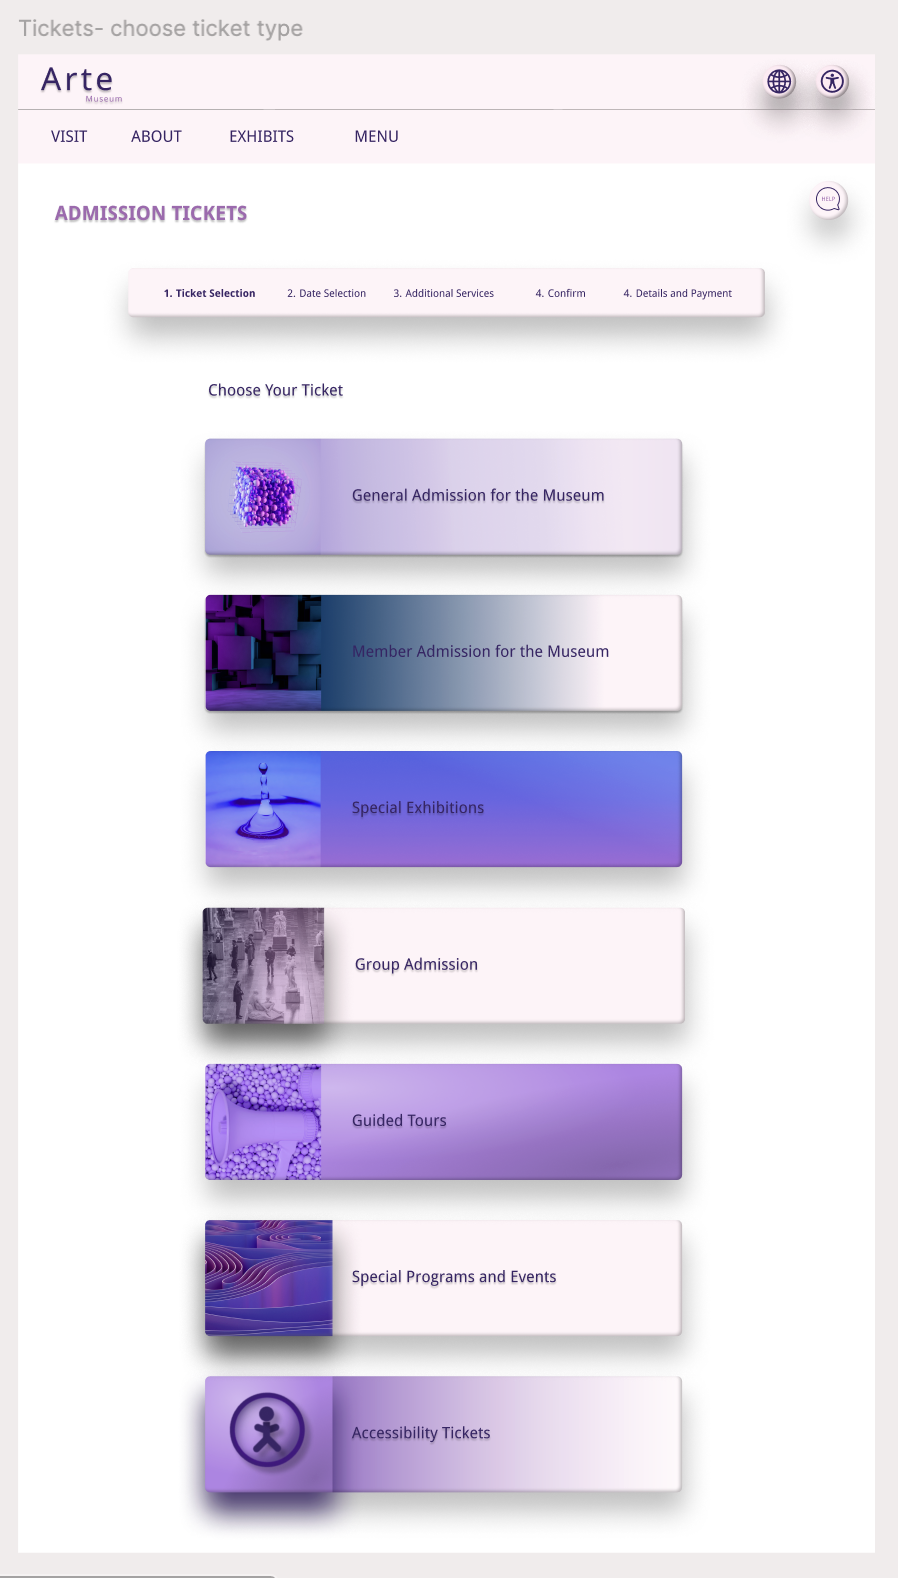 Tickets- choose ticket type
Arte
Museum
VISIT ABOUT EXHIBITS MENU
HELP
ADMISSION TICKETS
1. Ticket Selection 2. Date Selection 3. Additional Services 4. Confirm 4. Details and Payment
Choose Your Ticket
General Admission for the Museum
Member Admission for the Museum
Special Exhibitions
Group Admission
Guided Tours
Special Programs and Events
Accessibility Tickets